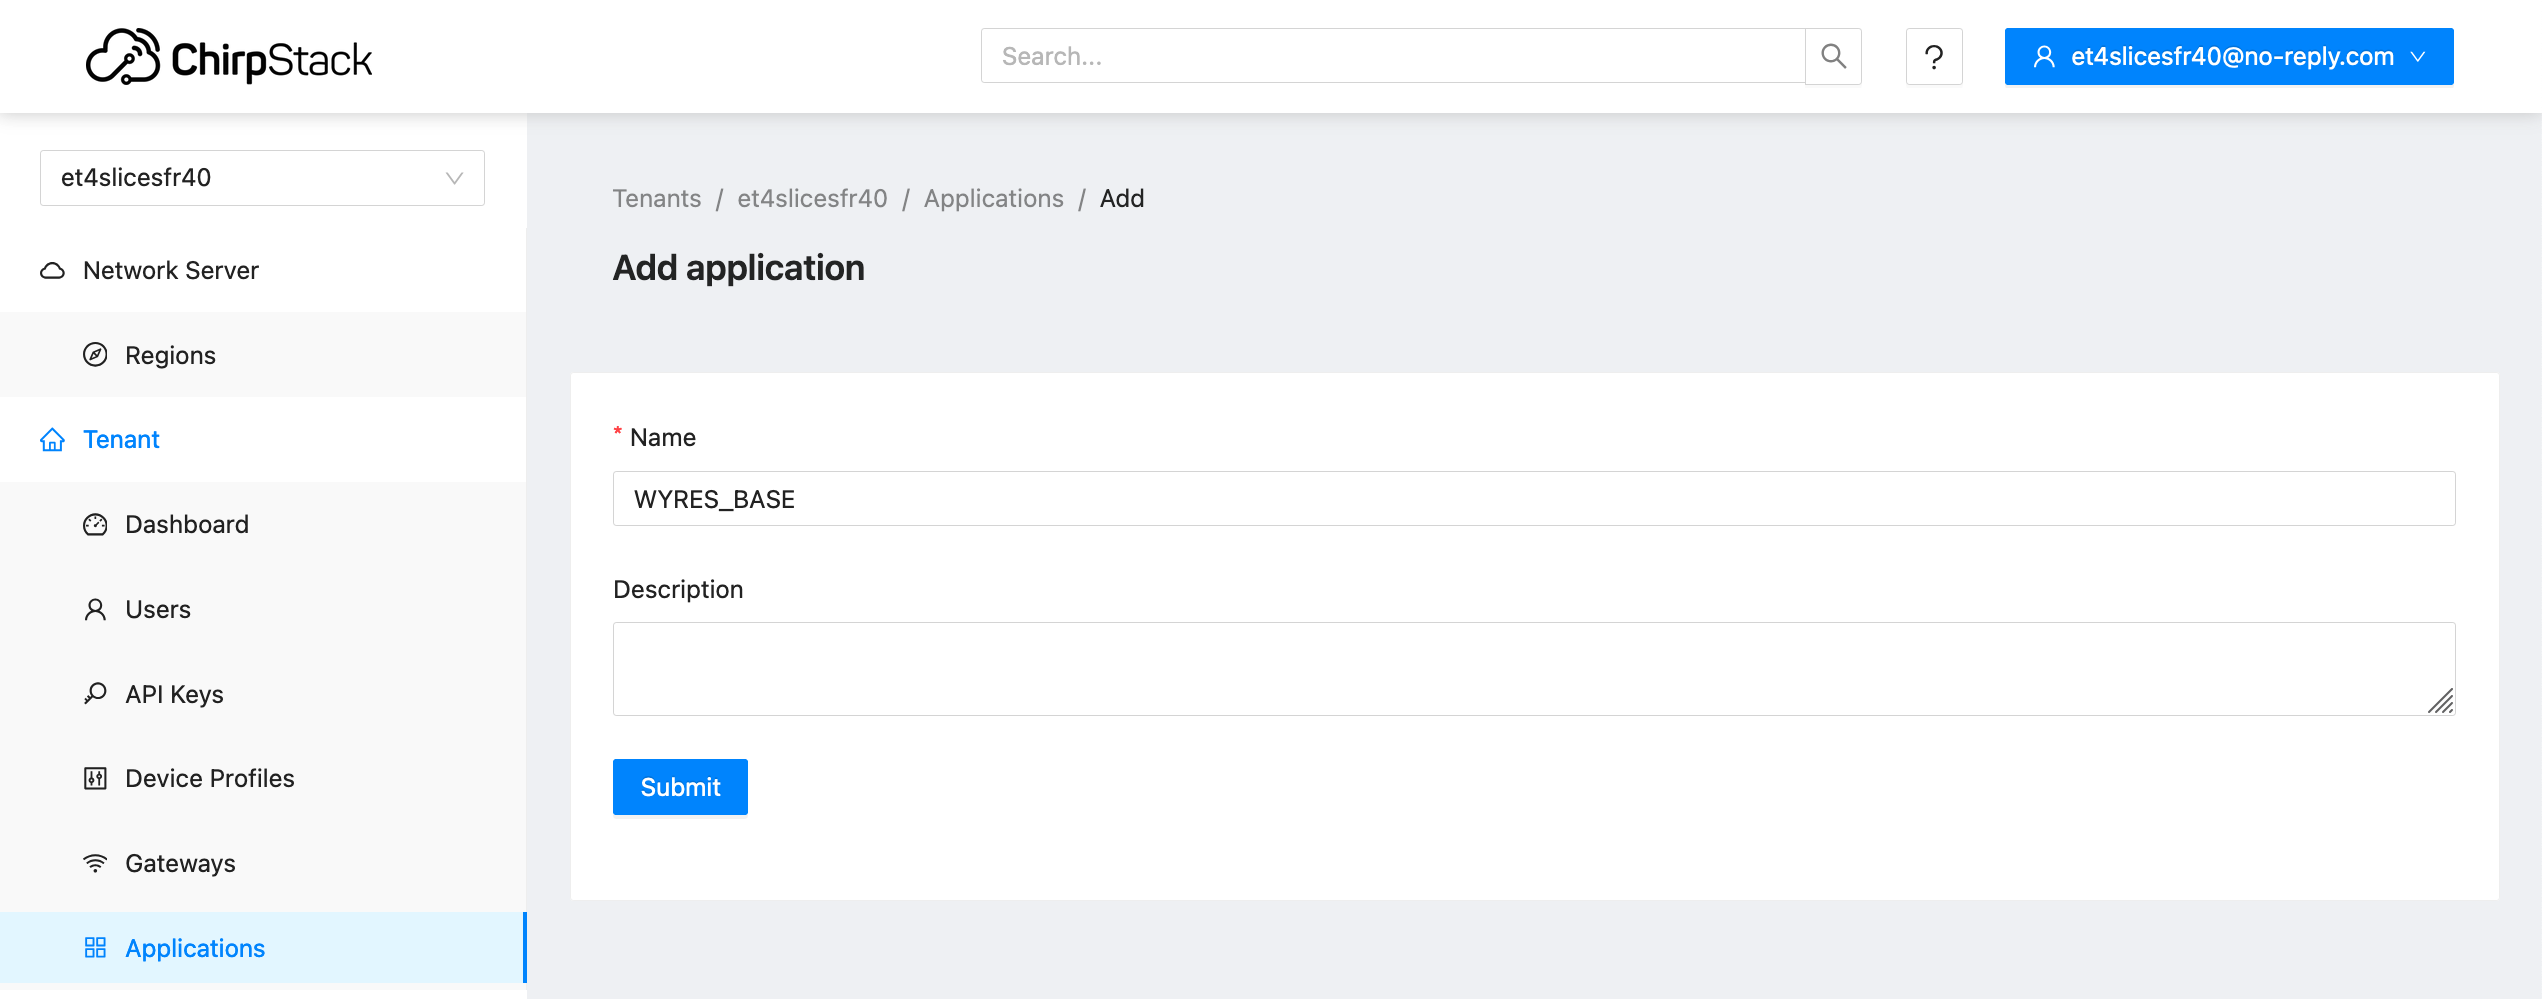 ChirpStack
Search...
?
et4slicesfr40@no-reply.com
et4slicesfr40
Network Server
Regions
Tenant
Dashboard
Users
API Keys
Device Profiles
Gateways
Applications
Tenants / et4slicesfr40 / Applications / Add
Add application
* Name
WYRES_BASE
Description
Submit